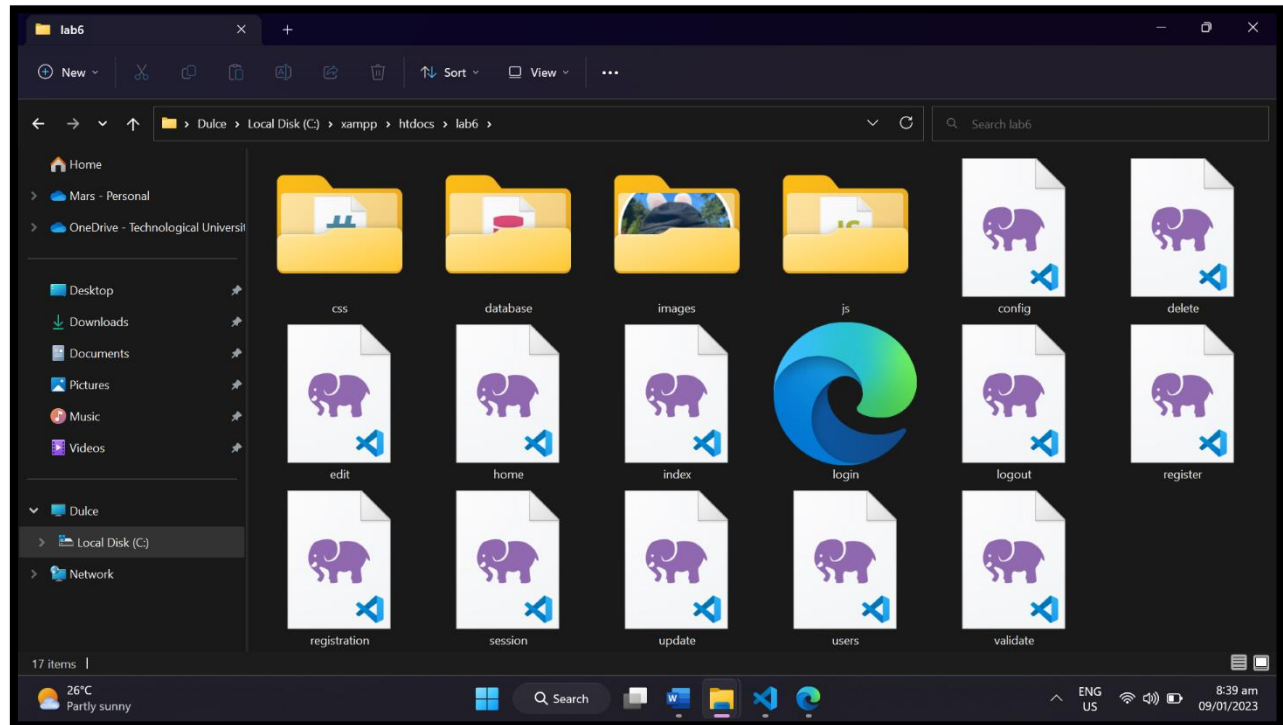 lab6
New
Sort
View
Dulce > Local Disk (C:) > xampp > htdocs > lab6 >
Search lab6
Home
Mars - Personal
OneDrive - Technological Universit
Desktop
Downloads
Documents
Pictures
Music
Videos
Dulce
Local Disk (C:)
Network
css
database
images
js
config
delete
edit
home
index
login
logout
register
registration
session
update
users
validate
17 items
26°C
Partly sunny
Search
ENG
US
8:39 am
09/01/2023